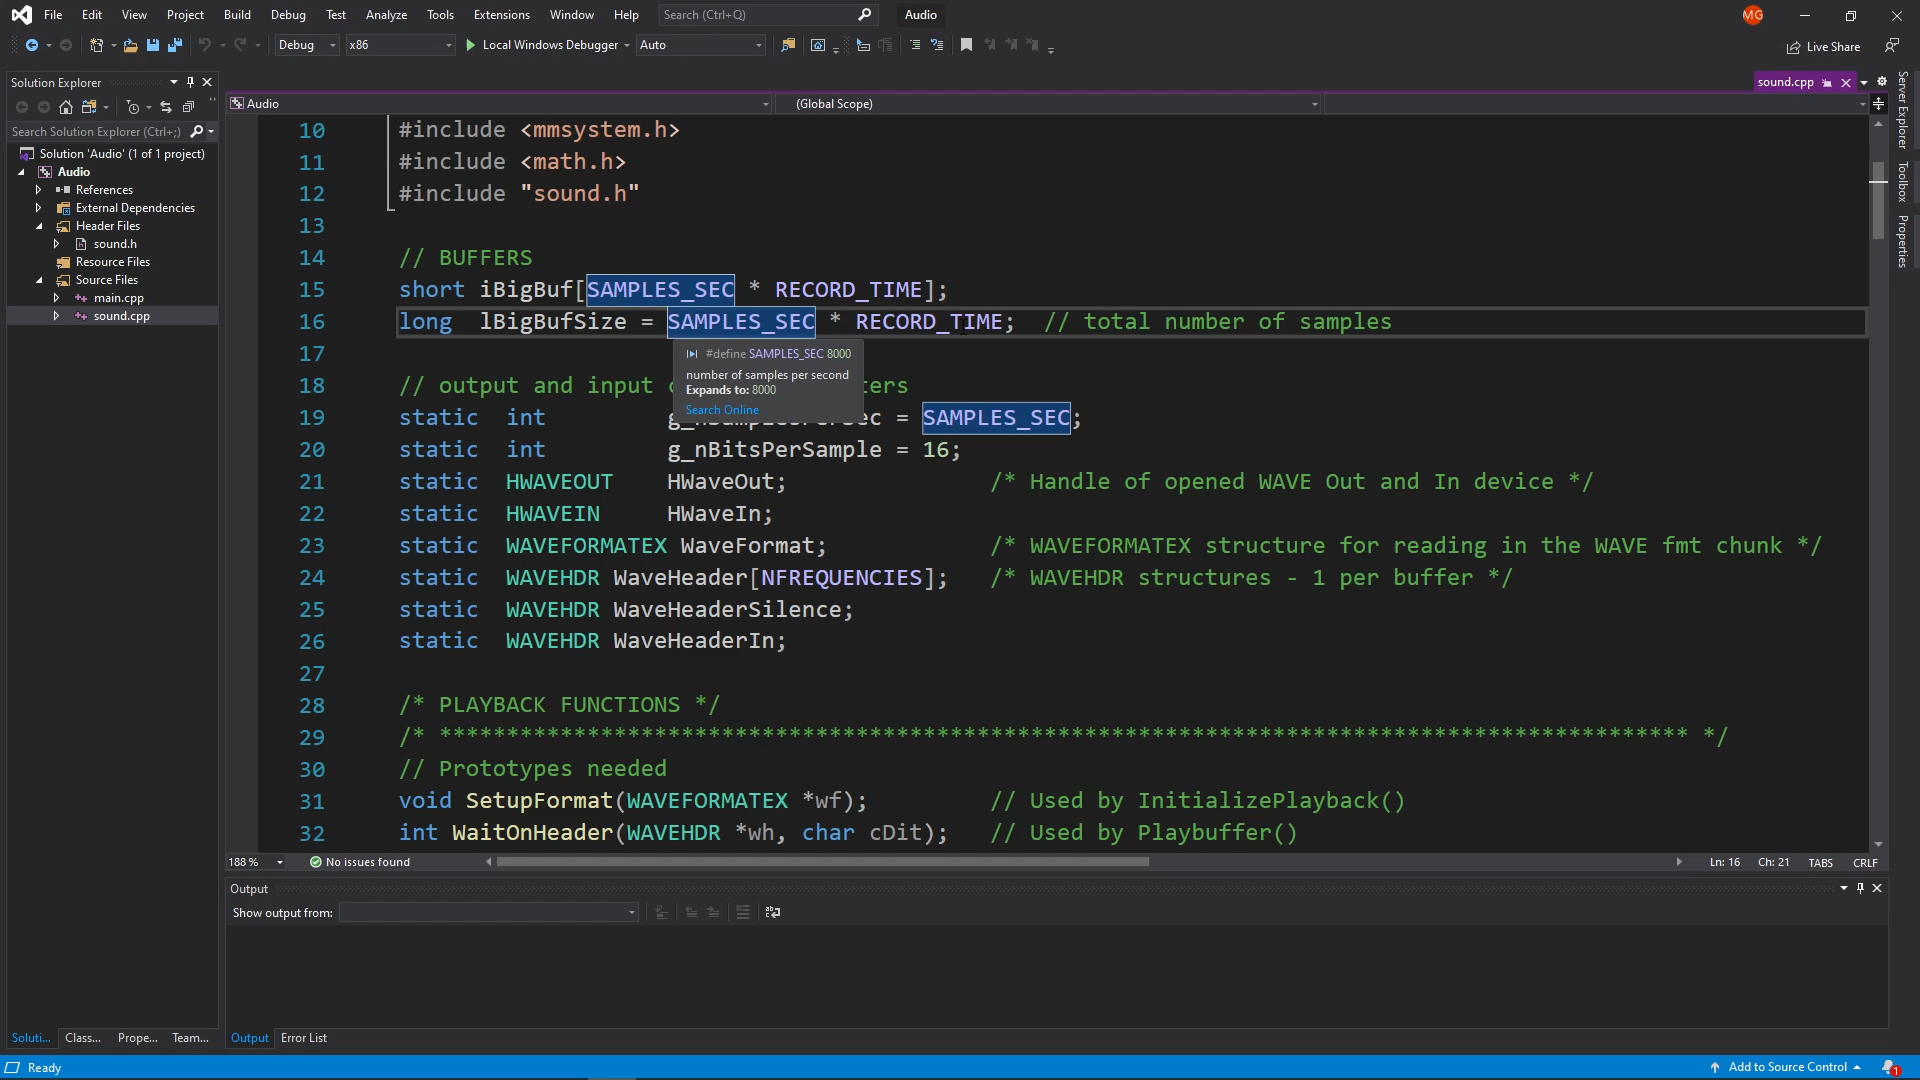 File Edit View Project Build Debug Test Analyze Tools Extensions Window Help Search (Ctrl+Q) Audio MG
Debug x86 Local Windows Debugger Auto Live Share
Solution Explorer
Search Solution Explorer (Ctrl+;)
Solution 'Audio' (1 of 1 project)
Audio
References
External Dependencies
Header Files
sound.h
Resource Files
Source Files
main.cpp
sound.cpp
sound.cpp
Audio (Global Scope)
10 #include <mmsystem.h>
11 #include <math.h>
12 #include "sound.h"
13
14 // BUFFERS
15 short iBigBuf[SAMPLES_SEC * RECORD_TIME];
16 long lBigBufSize = SAMPLES_SEC * RECORD_TIME; // total number of samples
17
#define SAMPLES_SEC 8000
number of samples per second
Expands to: 8000
Search Online
18 // output and input
19 static int = SAMPLES_SEC;
20 static int g_nBitsPerSample = 16;
21 static HWAVEOUT HWaveOut; /* Handle of opened WAVE Out and In device */
22 static HWAVEIN HWaveIn;
23 static WAVEFORMATEX WaveFormat; /* WAVEFORMATEX structure for reading in the WAVE fmt chunk */
24 static WAVEHDR WaveHeader[NFREQUENCIES]; /* WAVEHDR structures - 1 per buffer */
25 static WAVEHDR WaveHeaderSilence;
26 static WAVEHDR WaveHeaderIn;
27
28 /* PLAYBACK FUNCTIONS */
29 /* ********************************************************************************************* */
30 // Prototypes needed
31 void SetupFormat(WAVEFORMATEX *wf); // Used by InitializePlayback()
32 int WaitOnHeader(WAVEHDR *wh, char cDit); // Used by Playbuffer()
188 % No issues found Ln: 16 Ch: 21 TABS CRLF
Output
Show output from:
Soluti... Class... Prope... Team... Output Error List
Ready Add to Source Control 1
Server Explorer
Toolbox
Properties